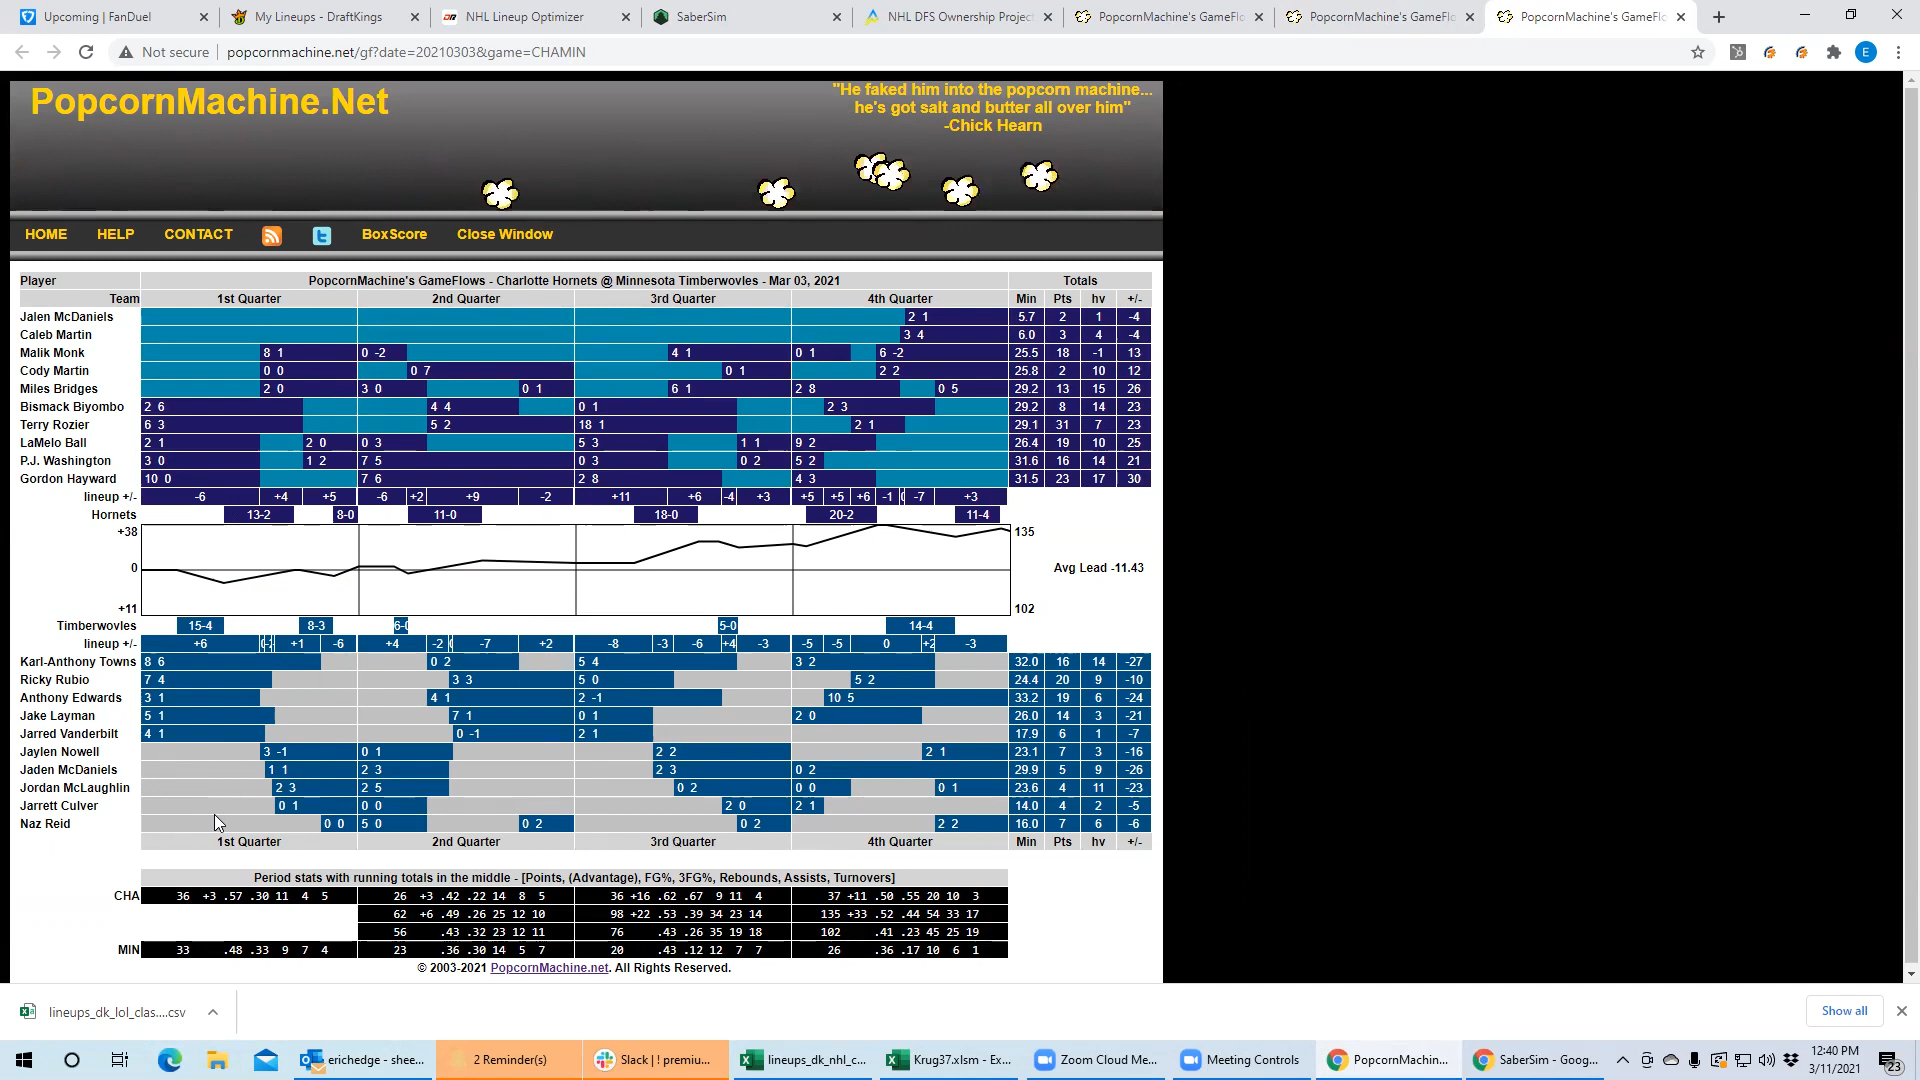 Upcoming | FanDuel
My Lineups - DraftKings
NHL Lineup Optimizer
SaberSim
NHL DFS Ownership Project
PopcornMachine's GameFlo
PopcornMachine's GameFlo
PopcornMachine's GameFlo
Not secure popcornmachine.net/gf?date=20210303&game=CHAMIN
PopcornMachine.Net
"He faked him into the popcorn machine...
he's got salt and butter all over him"
-Chick Hearn
HOME HELP CONTACT BoxScore Close Window
Player PopcornMachine's GameFlows - Charlotte Hornets @ Minnesota Timberwovles - Mar 03, 2021 Totals
Team 1st Quarter 2nd Quarter 3rd Quarter 4th Quarter Min Pts hv +/-
Jalen McDaniels 2 1 5.7 2 1 -4
Caleb Martin 3 4 6.0 3 4 -4
Malik Monk 8 1 0 -2 4 1 0 1 6 -2 25.5 18 -1 13
Cody Martin 0 0 0 7 0 1 2 2 25.8 2 10 12
Miles Bridges 2 0 3 0 0 1 6 1 2 8 0 5 29.2 13 15 26
Bismack Biyombo 2 6 4 4 0 1 2 3 29.2 8 14 23
Terry Rozier 6 3 5 2 18 1 2 1 29.1 31 7 23
LaMelo Ball 2 1 2 0 0 3 5 3 1 1 9 2 26.4 19 10 25
P.J. Washington 3 0 1 2 7 5 0 3 0 2 5 2 31.6 16 14 21
Gordon Hayward 10 0 7 6 2 8 4 3 31.5 23 17 30
lineup +/- -6 +4 +5 -6 +2 +9 -2 +11 +6 -4 +3 +5 +5 +6 -1 -7 +3
Hornets 13-2 8-0 11-0 18-0 20-2 11-4
+38 135
0 Avg Lead -11.43
+11 102
Timberwovles 15-4 8-3 5-0 14-4
lineup +/- +6 +1 -6 +4 -2 -7 +2 -8 -3 -6 +4 -3 -5 -5 0 +2 -3
Karl-Anthony Towns 8 6 0 2 5 4 3 2 32.0 16 14 -27
Ricky Rubio 7 4 3 3 5 0 5 2 24.4 20 9 -10
Anthony Edwards 3 1 4 1 2 -1 10 5 33.2 19 6 -24
Jake Layman 5 1 7 1 0 1 2 0 26.0 14 3 -21
Jarred Vanderbilt 4 1 0 -1 2 1 17.9 6 1 -7
Jaylen Nowell 3 -1 0 1 2 2 2 1 23.1 7 3 -16
Jaden McDaniels 1 1 2 3 2 3 0 2 29.9 5 9 -26
Jordan McLaughlin 2 3 2 5 0 2 0 0 0 1 23.6 4 11 -23
Jarrett Culver 0 1 0 0 2 0 2 1 14.0 4 2 -5
Naz Reid 0 0 5 0 0 2 0 2 2 2 16.0 7 6 -6
1st Quarter 2nd Quarter 3rd Quarter 4th Quarter Min Pts hv +/-
Period stats with running totals in the middle - [Points, (Advantage), FG%, 3FG%, Rebounds, Assists, Turnovers]
CHA 36 +3 .57 .30 11 4 5 26 +3 .42 .22 14 8 5 36 +16 .62 .67 9 11 4 37 +11 .50 .55 20 10 3
62 +6 .49 .26 25 12 10 98 +22 .53 .39 34 23 14 135 +33 .52 .44 54 33 17
56 .43 .32 23 12 11 76 .43 .26 35 19 18 102 .41 .23 45 25 19
MIN 33 .48 .33 9 7 4 23 .36 .30 14 5 7 20 .43 .12 12 7 7 26 .36 .17 10 6 1
© 2003-2021 PopcornMachine.net. All Rights Reserved.
lineups_dk_lol_clas....csv
Show all
erichedge - shee...
2 Reminder(s)
Slack | ! premiu...
lineups_dk_nhl_c...
Krug37.xlsm - Ex...
Zoom Cloud Me...
Meeting Controls
PopcornMachin...
SaberSim - Goog...
12:40 PM
3/11/2021
23